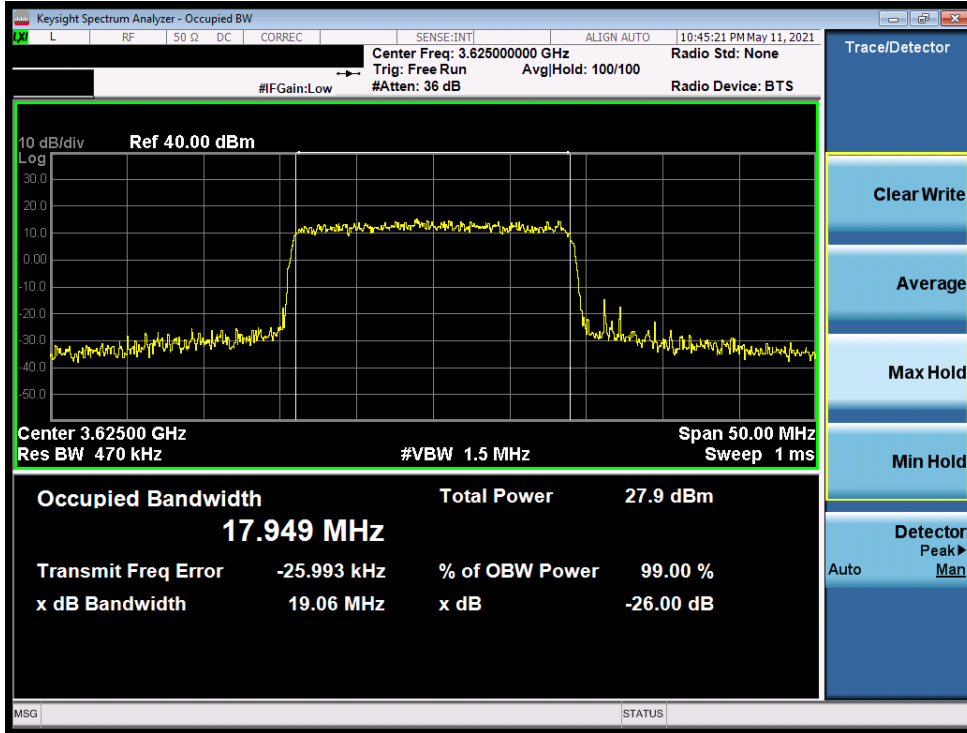 Keysight Spectrum Analyzer - Occupied BW
LXI L RF 50 Ω DC CORREC SENSE:INT ALIGN AUTO 10:45:21 PM May 11, 2021
Center Freq: 3.625000000 GHz Radio Std: None
Trig: Free Run Avg|Hold: 100/100
#IFGain:Low #Atten: 36 dB Radio Device: BTS
10 dB/div Ref 40.00 dBm
Log
30.0
20.0
10.0
0.00
-10.0
-20.0
-30.0
-40.0
-50.0
Center 3.62500 GHz Span 50.00 MHz
Res BW 470 kHz #VBW 1.5 MHz Sweep 1 ms
Occupied Bandwidth Total Power 27.9 dBm
17.949 MHz
Transmit Freq Error -25.993 kHz % of OBW Power 99.00 %
x dB Bandwidth 19.06 MHz x dB -26.00 dB
MSG STATUS
Trace/Detector
Clear Write
Average
Max Hold
Min Hold
Detector
Peak▶
Auto Man